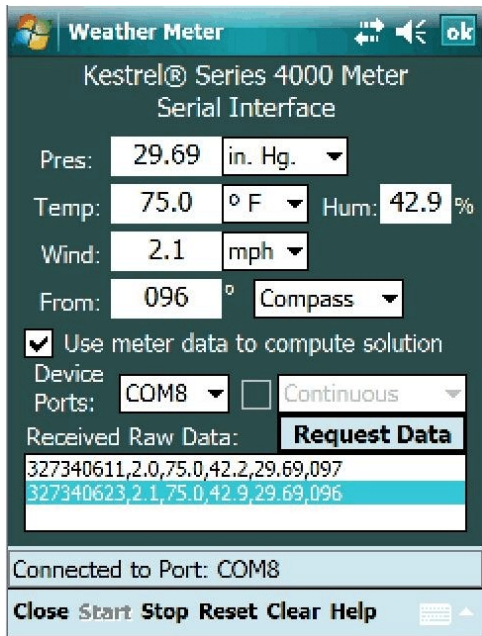 Weather Meter ok
Kestrel® Series 4000 Meter
Serial Interface
Pres: 29.69 in. Hg.
Temp: 75.0 º F Hum: 42.9 %
Wind: 2.1 mph
From: 096 º Compass
Use meter data to compute solution
Device
Ports: COM8 Continuous
Received Raw Data: Request Data
327340611,2.0,75.0,42.2,29.69,097
327340623,2.1,75.0,42.9,29.69,096
Connected to Port: COM8
Close Start Stop Reset Clear Help